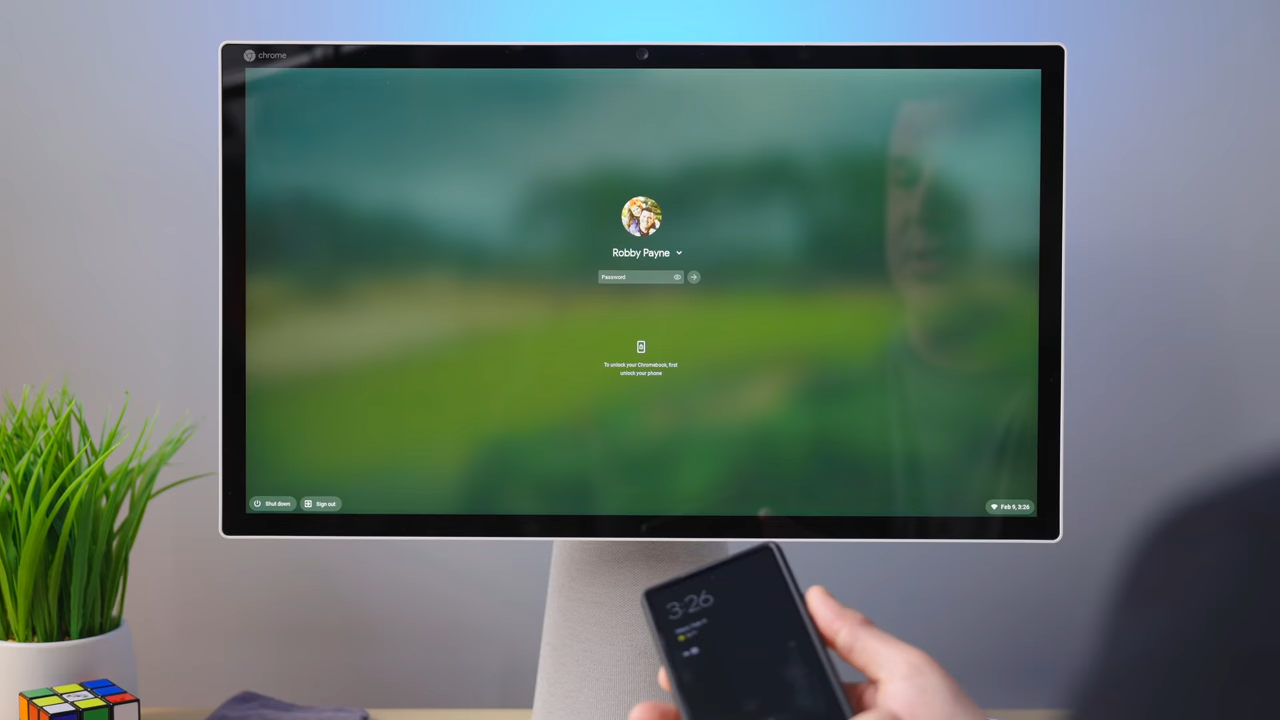 chrome
Robby Payne
Password
To unlock your Chromebook, first
unlock your phone
Shut down
Sign out
Feb 9, 3:26
3:26